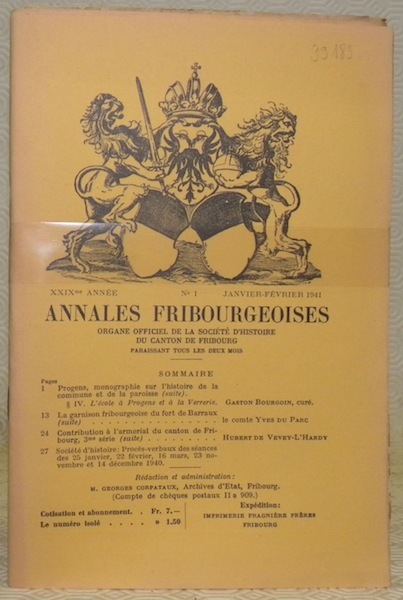 39183
XXIXme ANNÉE No 1 JANVIER-FÉVRIER 1941
ANNALES FRIBOURGEOISES
ORGANE OFFICIEL DE LA SOCIÉTÉ D'HISTOIRE
DU CANTON DE FRIBOURG
PARAISSANT TOUS LES DEUX MOIS
SOMMAIRE
Pages
1 Progens, monographie sur l'histoire de la
commune et de la paroisse (suite).
§ IV. L'école à Progens et à la Verrerie. GASTON BOURGOIN, curé.
13 La garnison fribourgeoise du fort de Barraux
(suite) . . . . . . . . . . . . . le comte YVES DU PARC
24 Contribution à l'armorial du canton de Fri-
bourg, 3me série (suite) . . . . . . . . . HUBERT DE VEVEY-L'HARDY
27 Société d'histoire: Procès-verbaux des séances
des 25 janvier, 22 février, 16 mars, 23 no-
vembre et 14 décembre 1940.
Rédaction et administration:
M. GEORGES CORPATAUX, Archives d'Etat, Fribourg.
(Compte de chèques postaux II a 909.)
Cotisation et abonnement. . Fr. 7,—
Le numéro isolé . . . . » 1.50
Expédition:
IMPRIMERIE FRAGNIÈRE FRÈRES
FRIBOURG